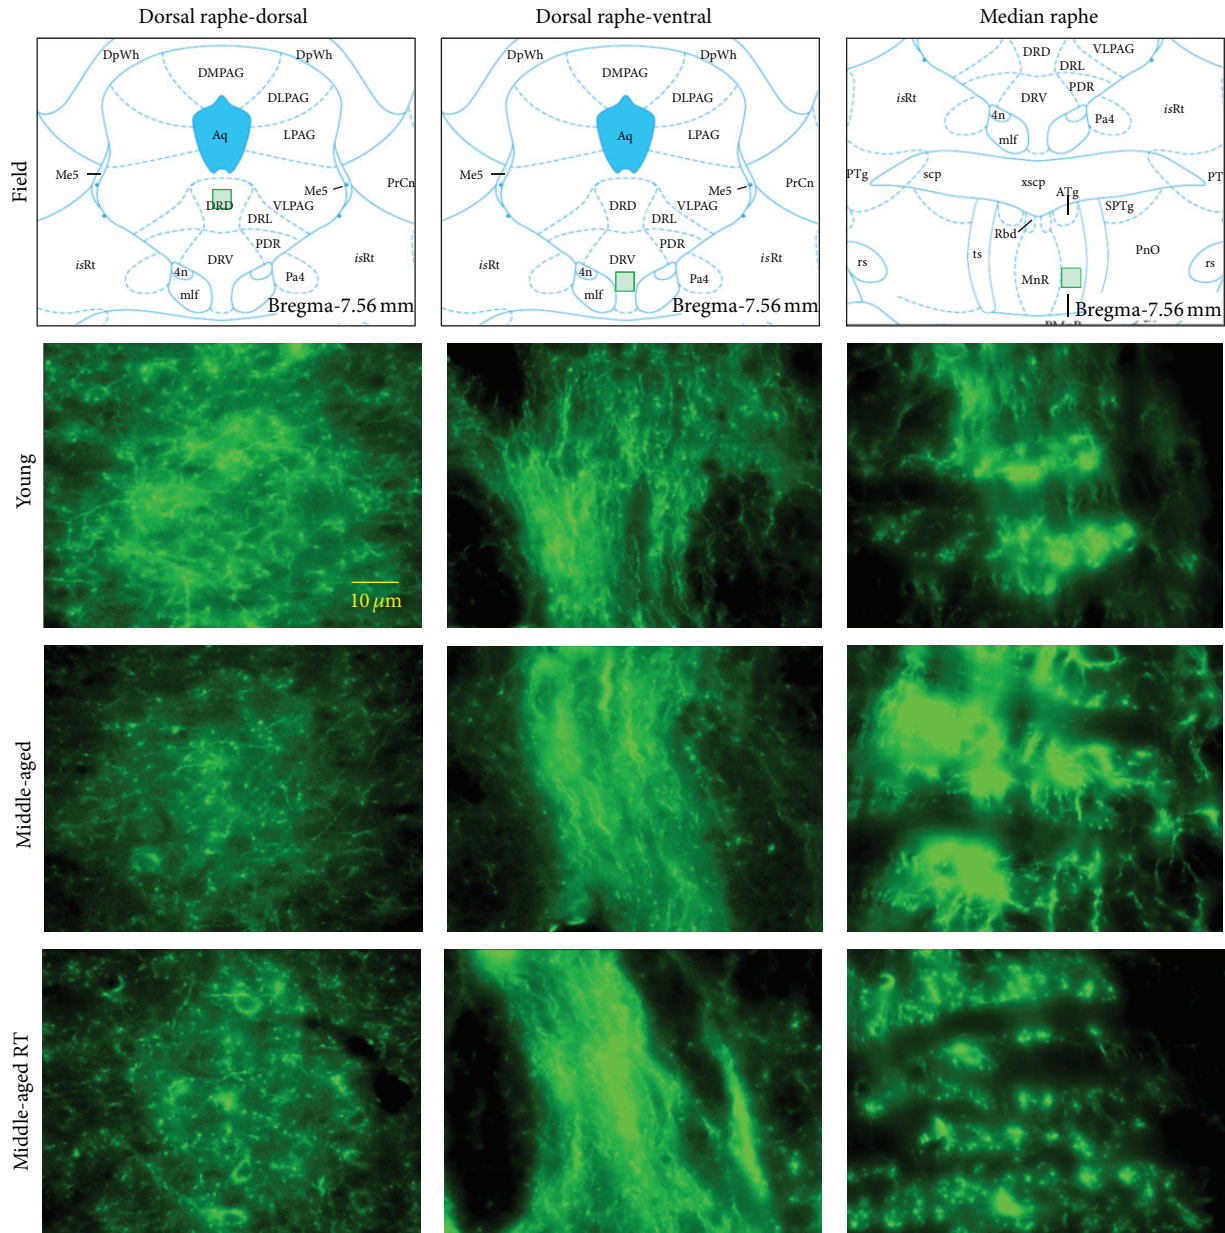 Dorsal raphe-dorsal
Dorsal raphe-ventral
Median raphe
Field
DpWh
DpWh
DMPAG
DLPAG
Aq
LPAG
Me5
Me5
PrCn
DRD
VLPAG
DRL
PDR
DRV
isRt
isRt
4n
Pa4
mlf
Bregma-7.56 mm
DpWh
DpWh
DMPAG
DLPAG
Aq
LPAG
Me5
Me5
PrCn
DRD
VLPAG
DRL
PDR
DRV
isRt
isRt
4n
Pa4
mlf
Bregma-7.56 mm
DRD
VLPAG
DRL
PDR
DRV
isRt
isRt
4n
Pa4
mlf
PTg
scp
xscp
PT
ATg
SPTg
Rbd
ts
PnO
rs
rs
MnR
Bregma-7.56 mm
Young
10 μm
Middle-aged
Middle-aged RT